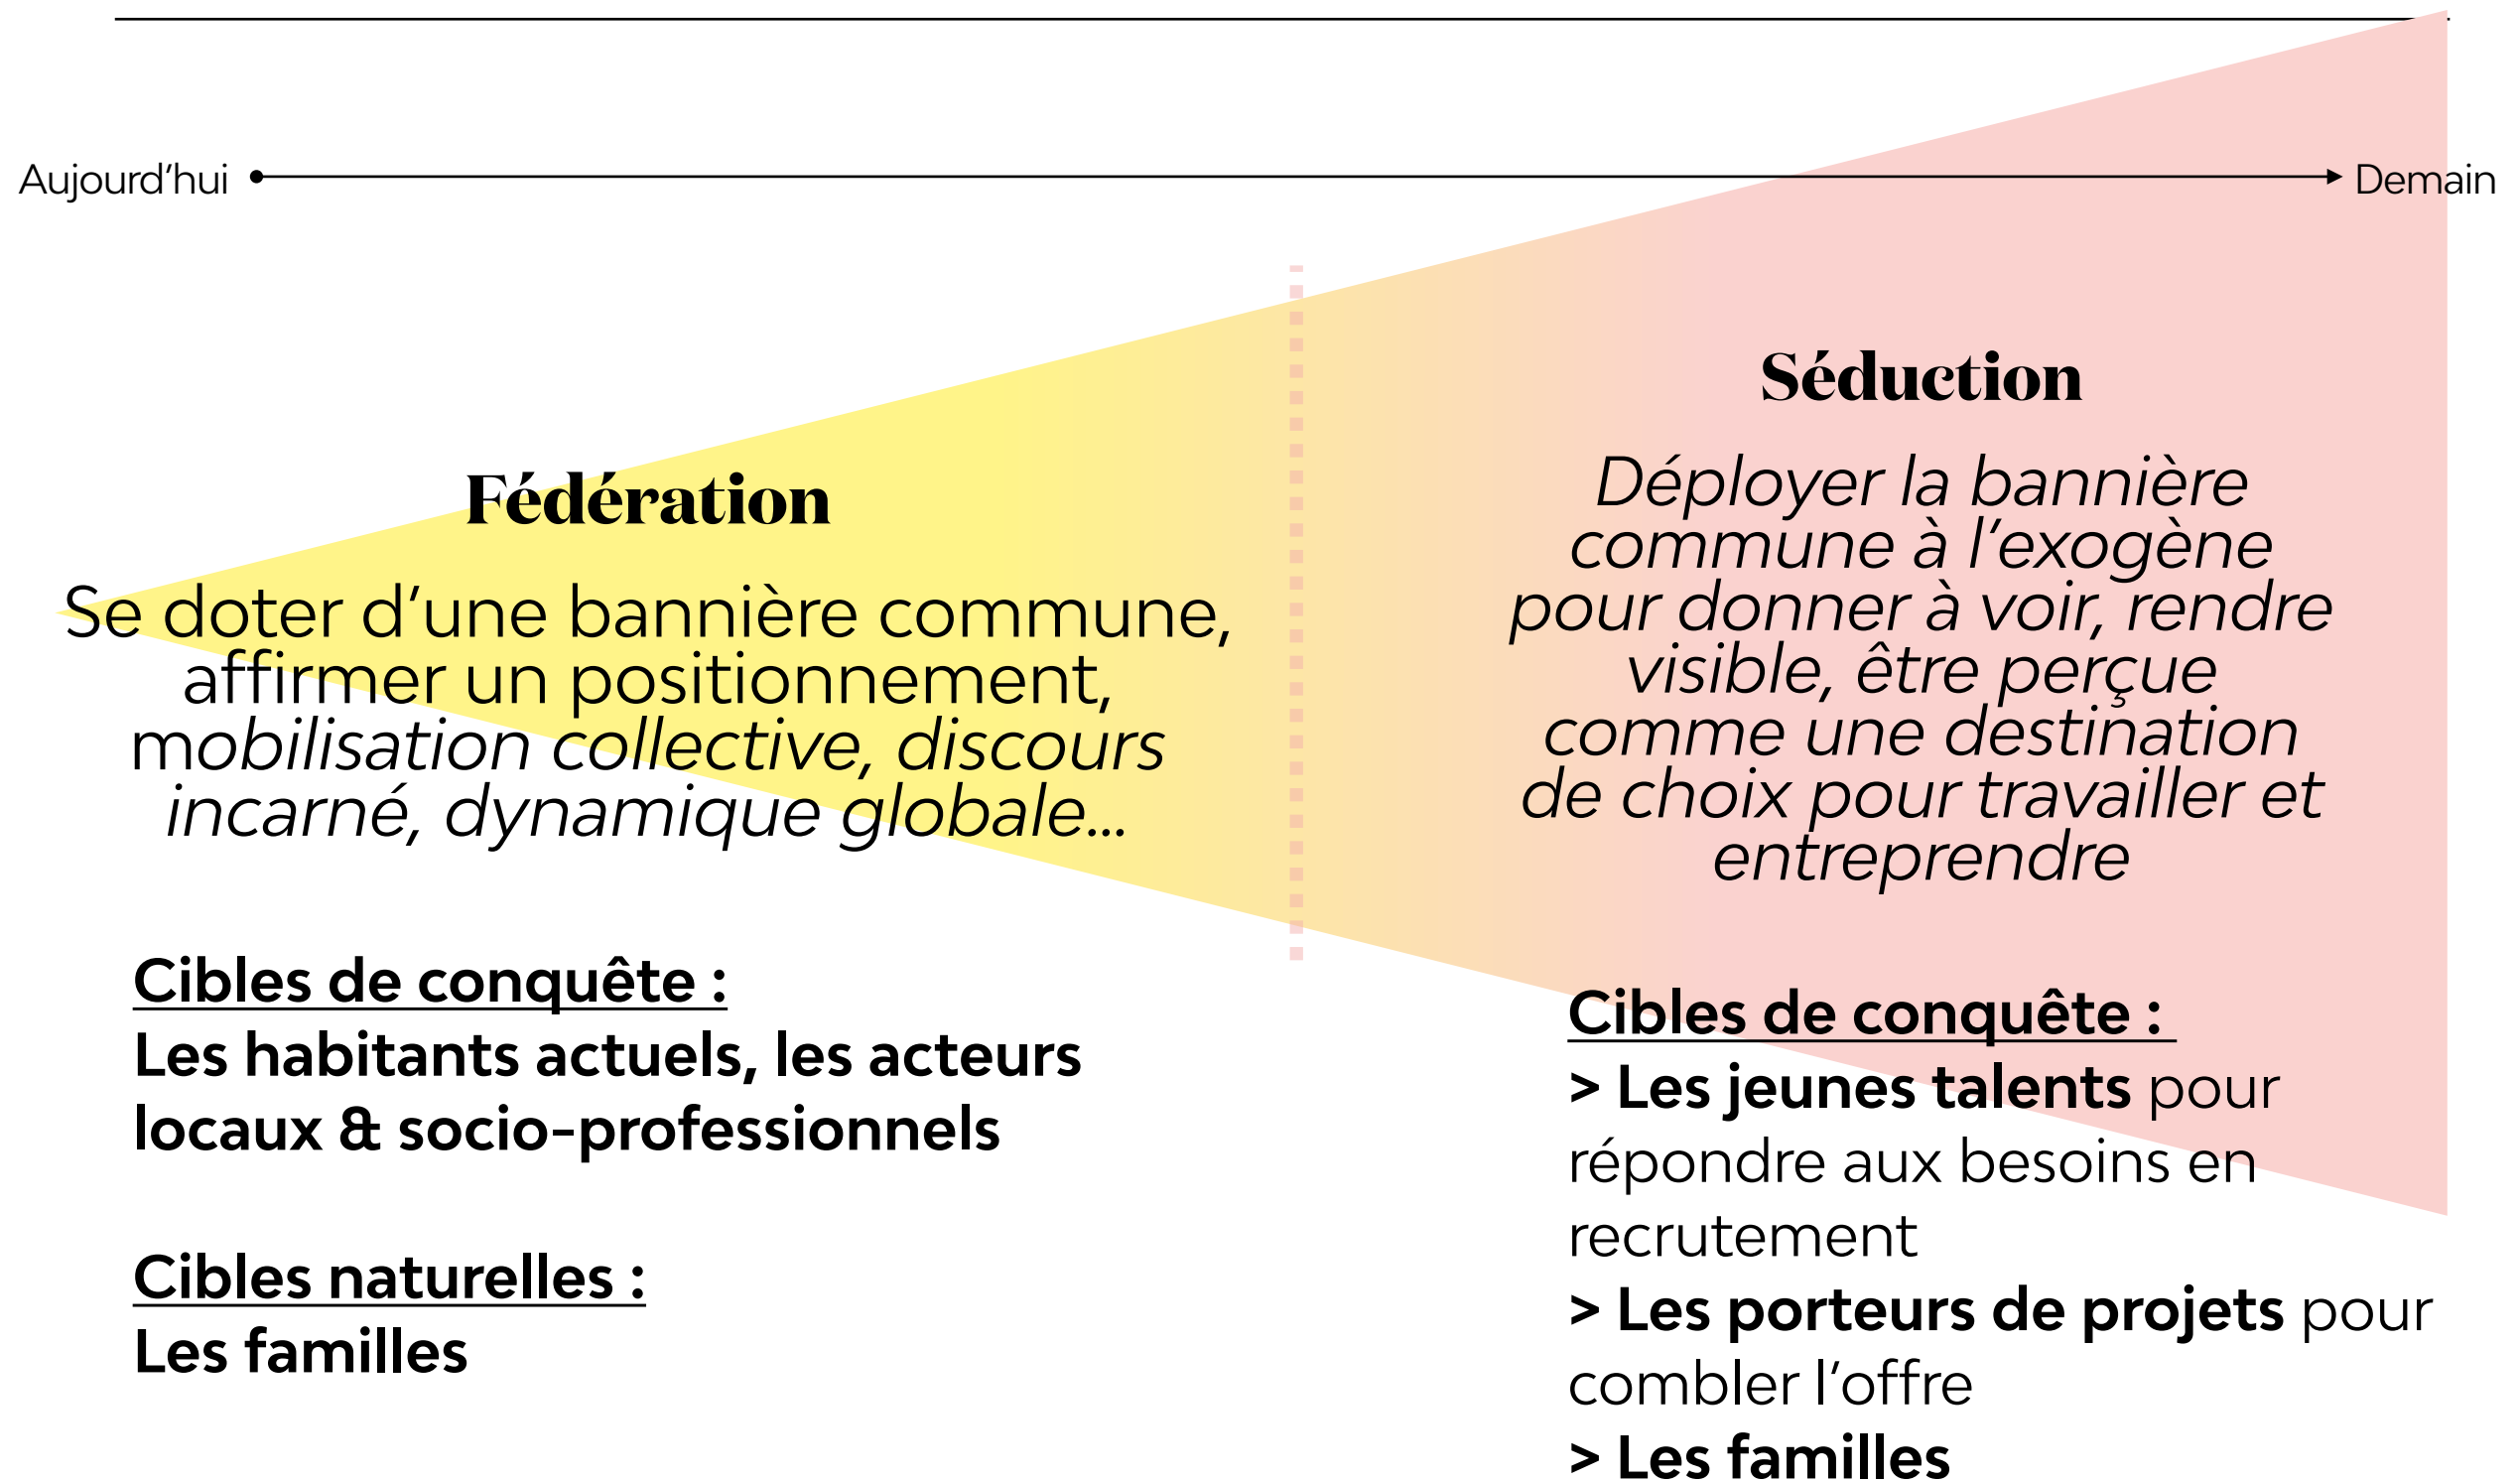 Aujourd’hui
Demain
Fédération
Se doter d’une bannière commune,
affirmer un positionnement,
mobilisation collective, discours
incarné, dynamique globale...
Cibles de conquête :
Les habitants actuels, les acteurs
locaux & socio-professionnels
Cibles naturelles :
Les familles
Séduction
Déployer la bannière
commune à l’exogène
pour donner à voir, rendre
visible, être perçue
comme une destination
de choix pour travailler et
entreprendre
Cibles de conquête :
> Les jeunes talents pour
répondre aux besoins en
recrutement
> Les porteurs de projets pour
combler l’offre
> Les familles